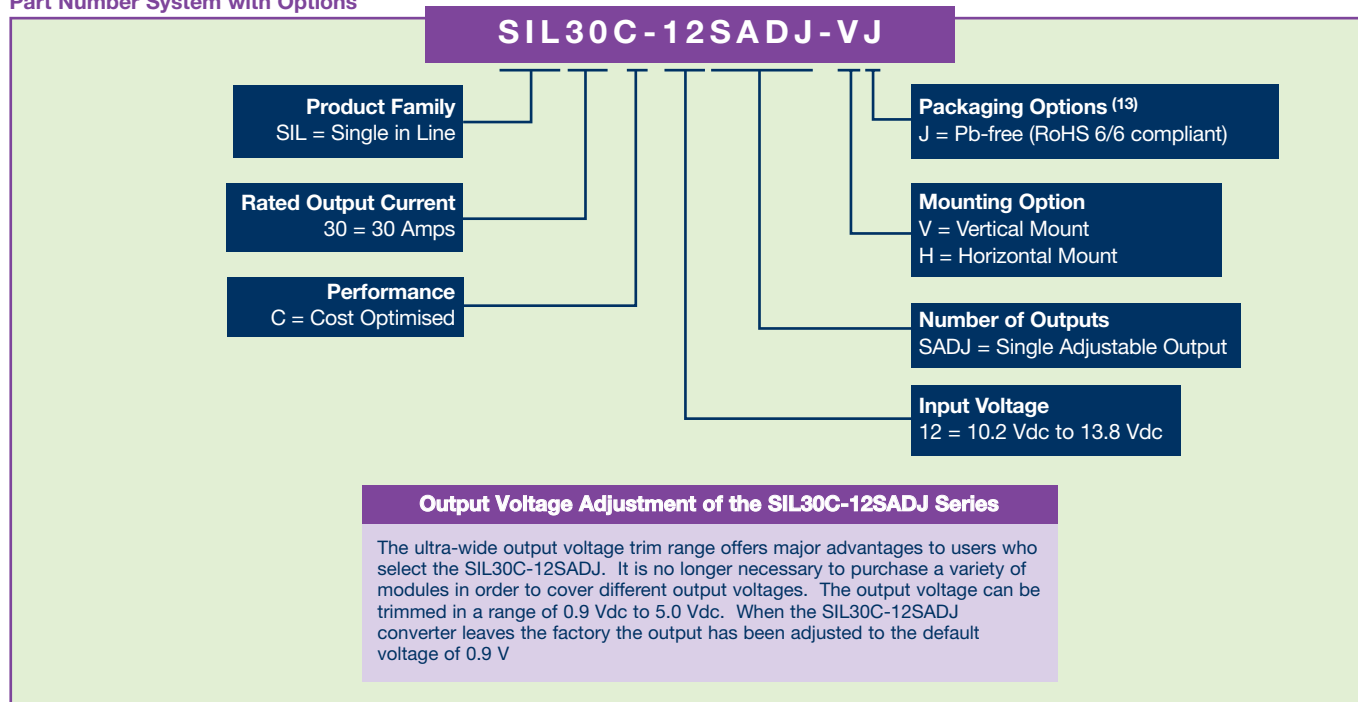 Part Number System with Options
SIL30C-12SADJ-VJ
Product Family
SIL = Single in Line
Rated Output Current
30 = 30 Amps
Performance
C = Cost Optimised
Packaging Options (13)
J = Pb-free (RoHS 6/6 compliant)
Mounting Option
V = Vertical Mount
H = Horizontal Mount
Number of Outputs
SADJ = Single Adjustable Output
Input Voltage
12 = 10.2 Vdc to 13.8 Vdc
Output Voltage Adjustment of the SIL30C-12SADJ Series
The ultra-wide output voltage trim range offers major advantages to users who
select the SIL30C-12SADJ. It is no longer necessary to purchase a variety of
modules in order to cover different output voltages. The output voltage can be
trimmed in a range of 0.9 Vdc to 5.0 Vdc. When the SIL30C-12SADJ
converter leaves the factory the output has been adjusted to the default
voltage of 0.9 V